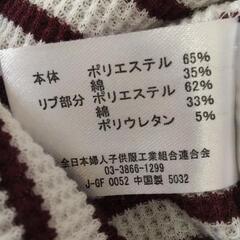 本体 ポリエステル 65%
綿 35%
リブ部分 ポリエステル 62%
綿 33%
ポリウレタン 5%
全日本婦人子供服工業組合連合会
03-3866-1299
J-QF 0052 中国製 5032